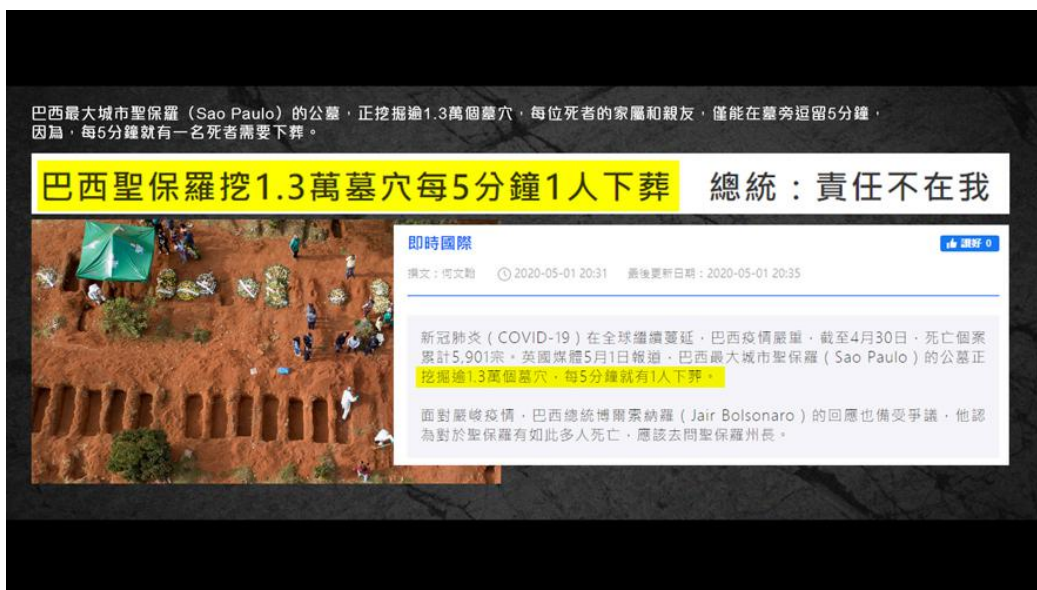 巴西最大城市聖保羅（Sao Paulo）的公墓，正挖掘逾1.3萬個墓穴，每位死者的家屬和親友，僅能在墓旁逗留5分鐘，
因為，每5分鐘就有一名死者需要下葬。
巴西聖保羅挖1.3萬墓穴每5分鐘1人下葬 總統：責任不在我
即時國際
讚好 0
撰文：何文翰 2020-05-01 20:31 最後更新日期：2020-05-01 20:35
新冠肺炎（COVID-19）在全球繼續蔓延，巴西疫情嚴重，截至4月30日，死亡個案
累計5,901宗。英國媒體5月1日報道，巴西最大城市聖保羅（Sao Paulo）的公墓正
挖掘逾1.3萬個墓穴，每5分鐘就有1人下葬。
面對嚴峻疫情，巴西總統博爾索納羅（Jair Bolsonaro）的回應也備受爭議，他認
為對於聖保羅有如此多人死亡，應該去問聖保羅州長。